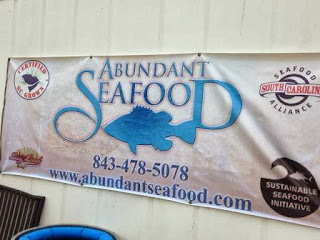 CERTIFIED
SC GROWN
ABUNDANT
SEAFOOD
SEAFOOD
SOUTH CAROLINA
ALLIANCE
843-478-5078
www.abundantseafood.com
SUSTAINABLE
SEAFOOD
INITIATIVE